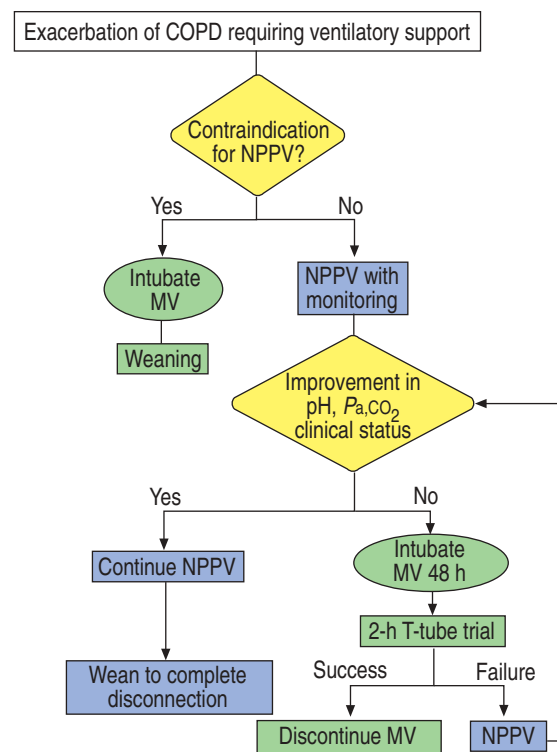 Exacerbation of COPD requiring ventilatory support
Contraindication
for NPPV?
Yes
No
Intubate
MV
NPPV with
monitoring
Weaning
Improvement in
pH, Pa,CO2
clinical status
Yes
No
Continue NPPV
Intubate
MV 48 h
2-h T-tube trial
Wean to complete
disconnection
Success
Failure
Discontinue MV
NPPV